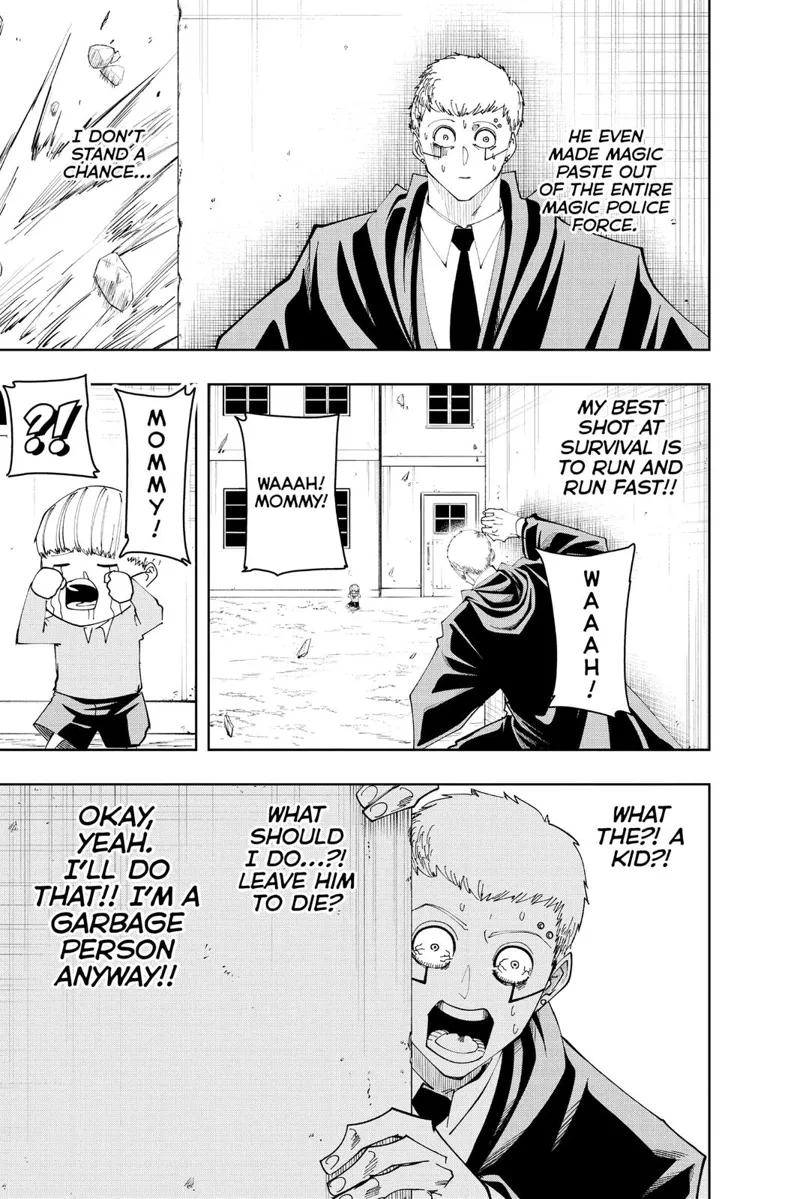 HE EVEN
MADE MAGIC
PASTE OUT
OF THE ENTIRE
MAGIC POLICE
FORCE.
I DON'T
STAND A
CHANCE...
MY BEST
SHOT AT
SURVIVAL IS
TO RUN AND
RUN FAST!!
WAAAH!
WAAAH!
MOMMY!
MOMMY!
?!
WHAT
THE?! A
KID?!
WHAT
SHOULD
I DO...?!
LEAVE HIM
TO DIE?
OKAY,
YEAH.
I'LL DO
THAT!! I'M A
GARBAGE
PERSON
ANYWAY!!